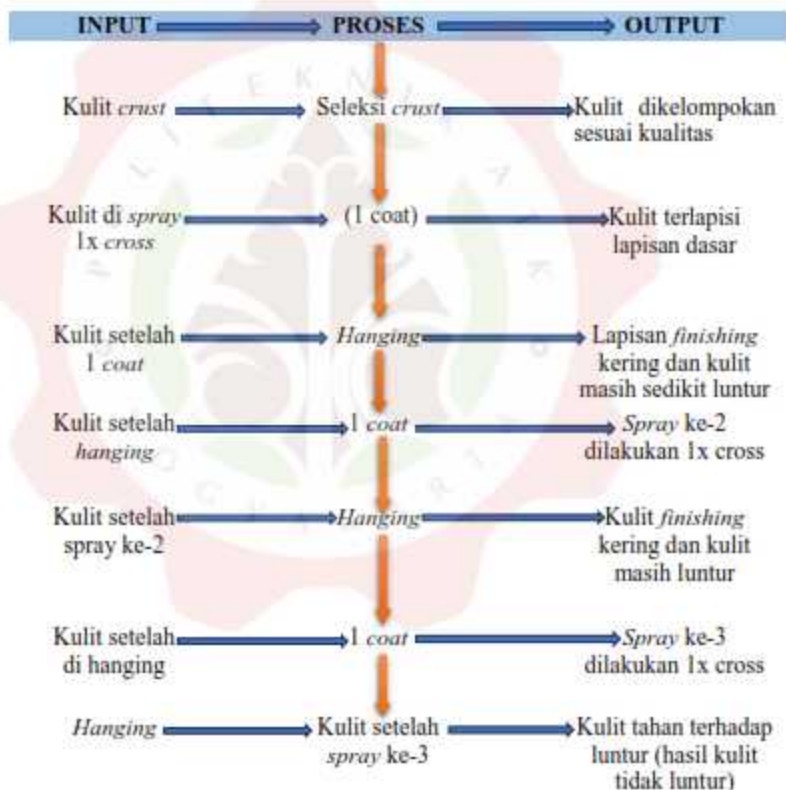 INPUT PROSES OUTPUT
Kulit crust Seleksi crust Kulit dikelompokan
sesuai kualitas
Kulit di spray (1 coat) Kulit terlapisi
1x cross lapisan dasar
Kulit setelah Hanging Lapisan finishing
1 coat kering dan kulit
masih sedikit luntur
Kulit setelah 1 coat Spray ke-2
hanging dilakukan 1x cross
Kulit setelah Hanging Kulit finishing
spray ke-2 kering dan kulit
masih luntur
Kulit setelah 1 coat Spray ke-3
di hanging dilakukan 1x cross
Hanging Kulit setelah Kulit tahan terhadap
spray ke-3 luntur (hasil kulit
tidak luntur)